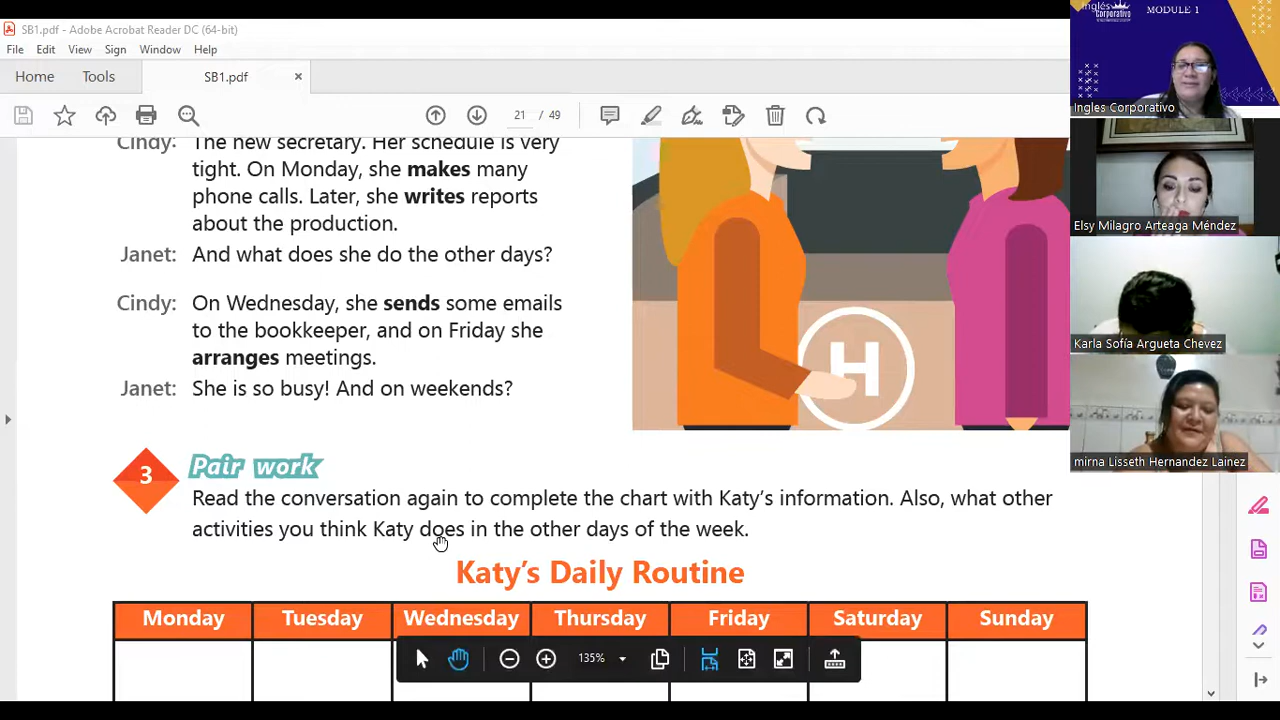 SB1.pdf - Adobe Acrobat Reader DC (64-bit)
File Edit View Sign Window Help
Home Tools SB1.pdf ×
21 / 49
Cindy: The new secretary. Her schedule is very
tight. On Monday, she makes many
phone calls. Later, she writes reports
about the production.
Janet: And what does she do the other days?
Cindy: On Wednesday, she sends some emails
to the bookkeeper, and on Friday she
arranges meetings.
Janet: She is so busy! And on weekends?
H
3 Pair work
Read the conversation again to complete the chart with Katy's information. Also, what other
activities you think Katy does in the other days of the week.
Katy's Daily Routine
Monday Tuesday Wednesday Thursday Friday Saturday Sunday
135%
Inglés
Corporativo
MODULE 1
Ingles Corporativo
Elsy Milagro Arteaga Méndez
Karla Sofía Argueta Chevez
mirna Lisseth Hernandez Lainez